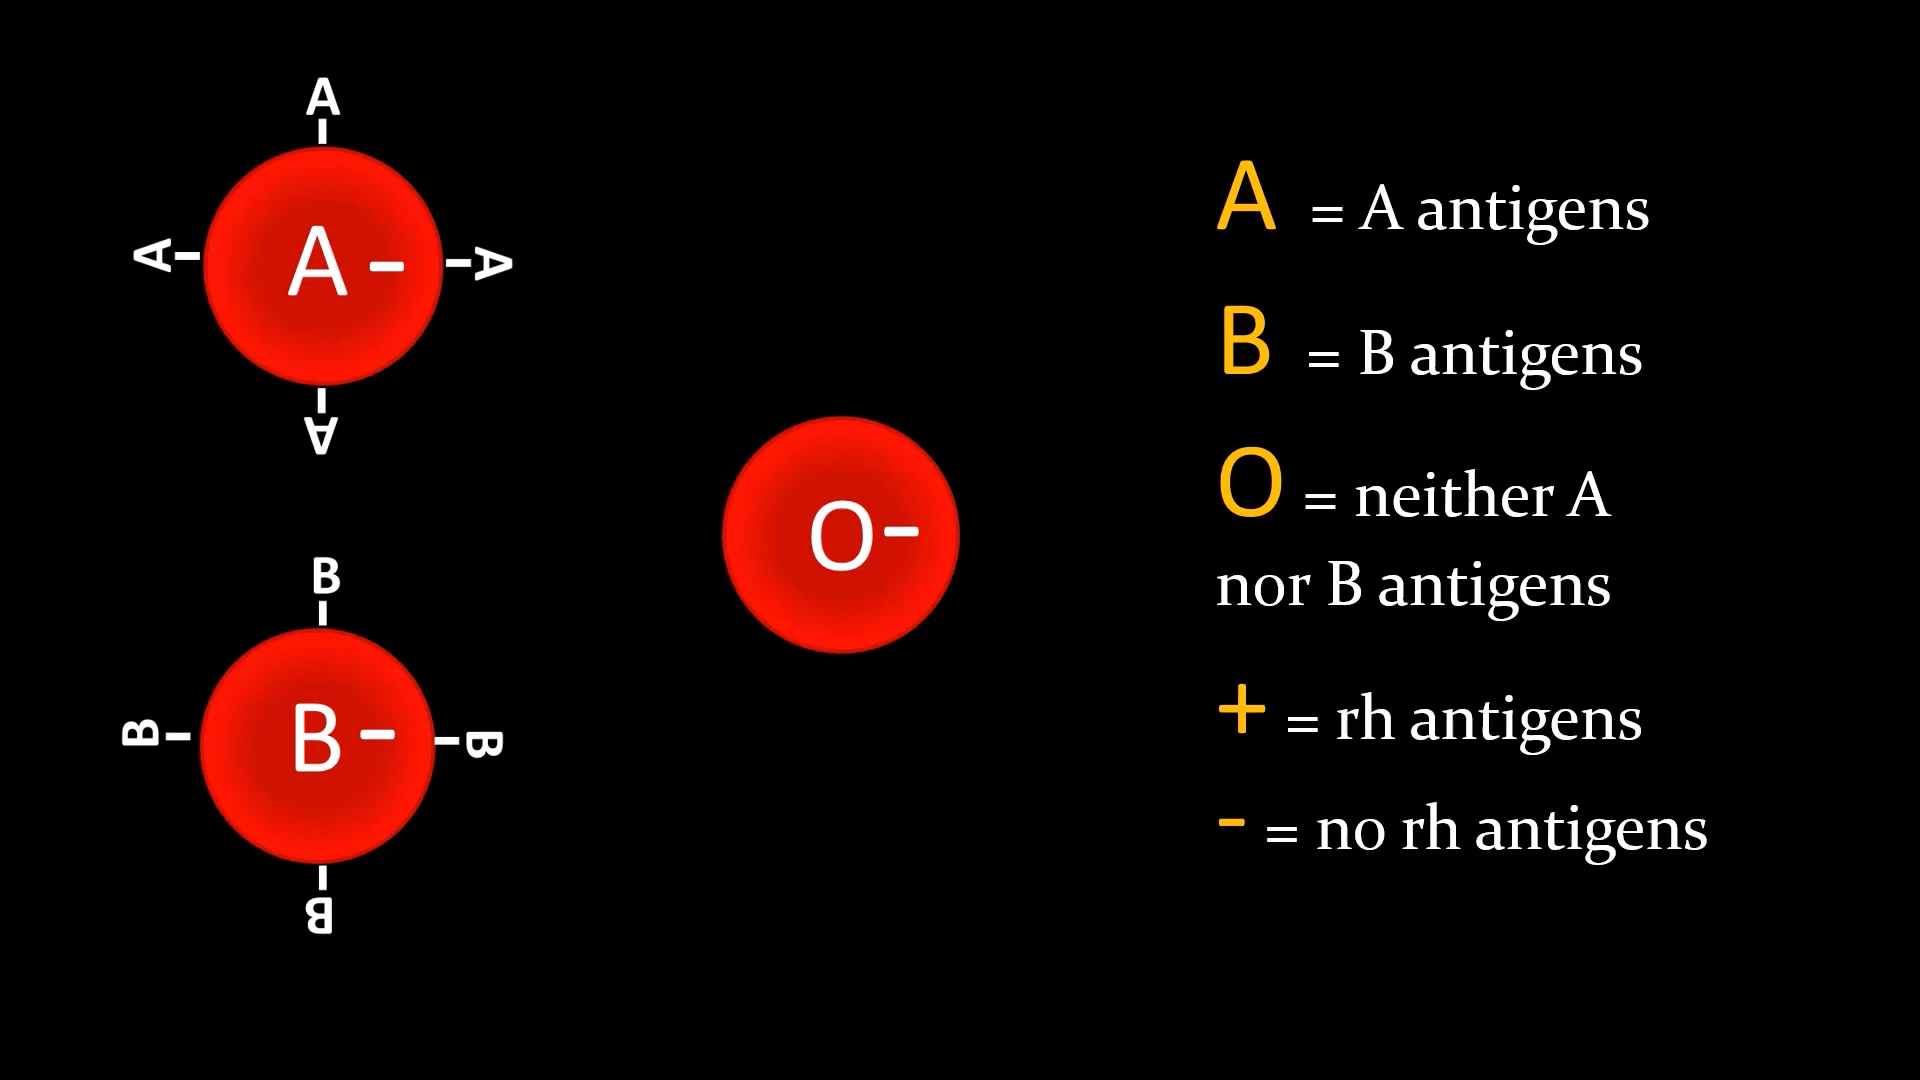 A
A A - A
A
B
B B - B
B
O -
A = A antigens
B = B antigens
O = neither A
nor B antigens
+ = rh antigens
- = no rh antigens